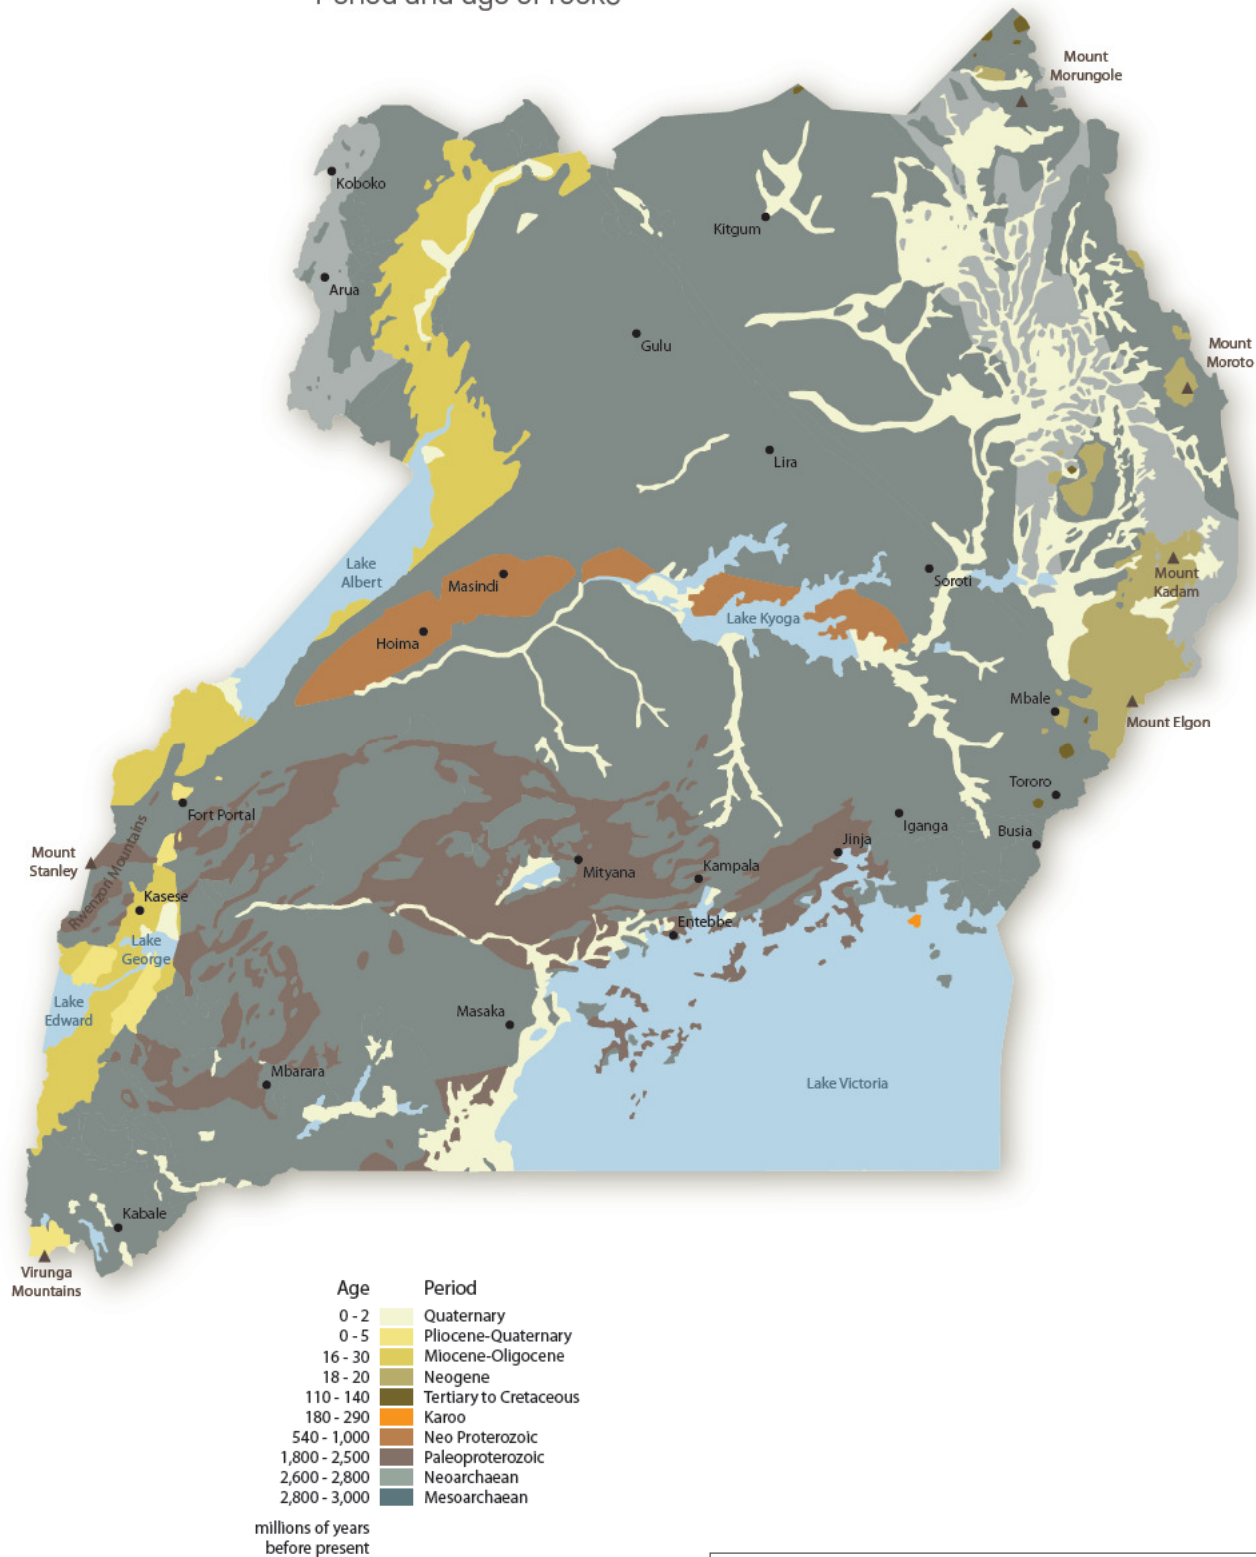 Period and age of rocks
Mount
Morungole
Koboko
Kitgum
Arua
Gulu
Mount
Moroto
Lira
Lake
Albert
Masindi
Soroti
Mount
Kadam
Lake Kyoga
Hoima
Mbale
Mount Elgon
Tororo
Fort Portal
Iganga
Busia
Jinja
Mount
Stanley
Rwenzori Mountains
Mityana
Kampala
Kasese
Entebbe
Lake
George
Lake
Edward
Masaka
Mbarara
Lake Victoria
Kabale
Virunga
Mountains
Age Period
0 - 2 Quaternary
0 - 5 Pliocene-Quaternary
16 - 30 Miocene-Oligocene
18 - 20 Neogene
110 - 140 Tertiary to Cretaceous
180 - 290 Karoo
540 - 1,000 Neo Proterozoic
1,800 - 2,500 Paleoproterozoic
2,600 - 2,800 Neoarchaean
2,800 - 3,000 Mesoarchaean
millions of years
before present